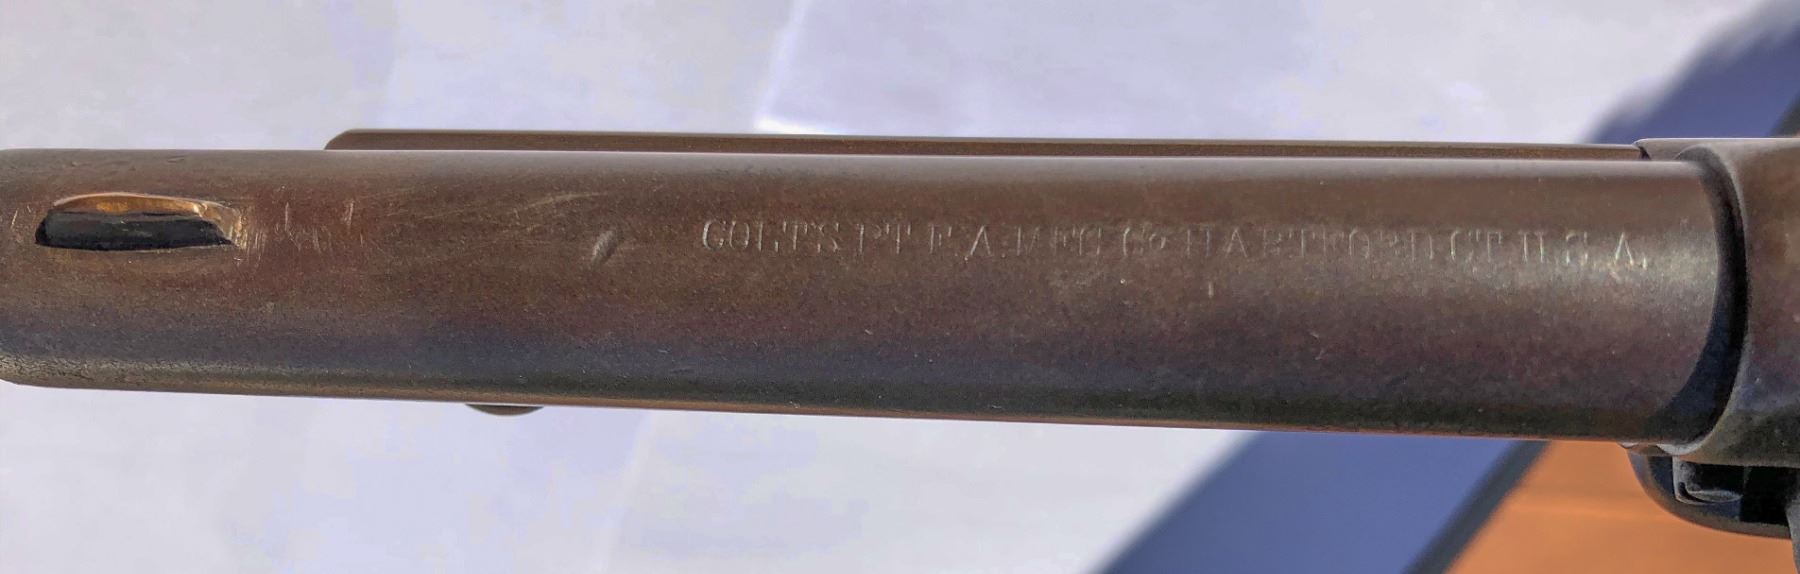 COLT'S PT. F. A. MFG. Co. HARTFORD CT. U.S.A.